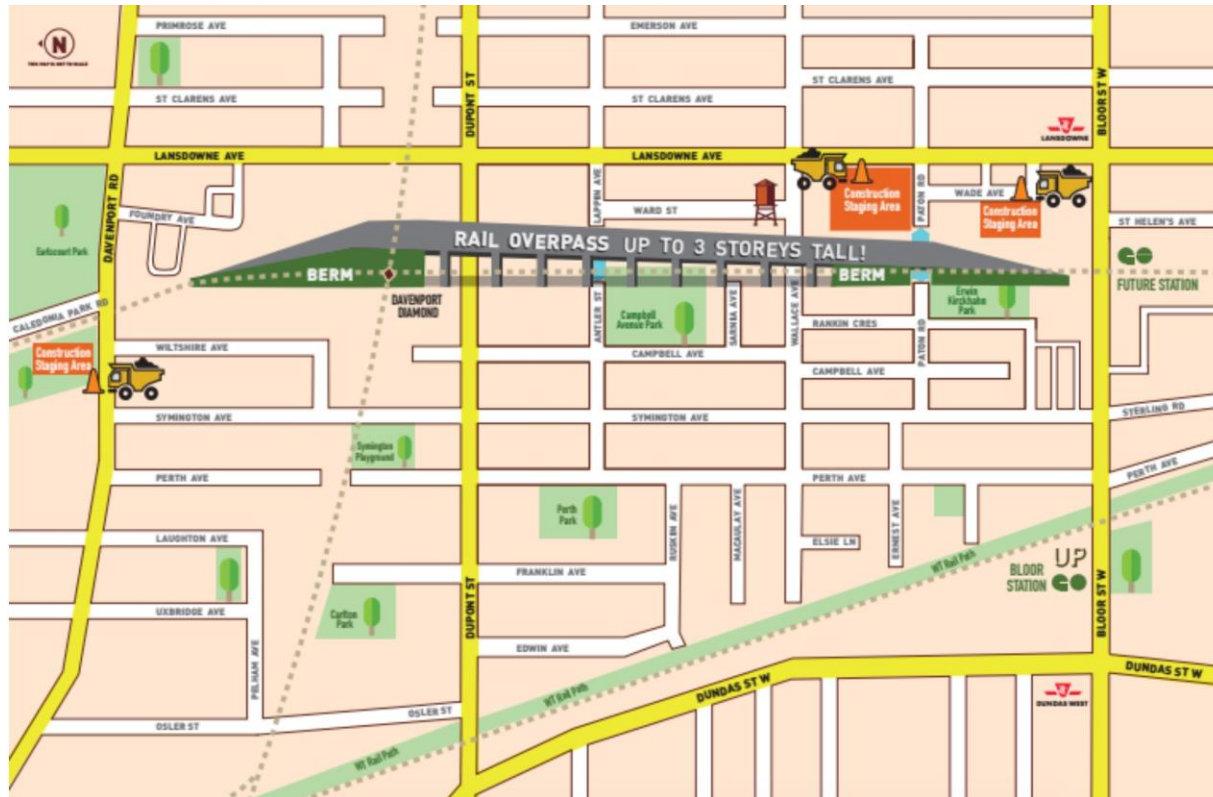 PRIMROSE AVE
EMERSON AVE
N
THIS MAP IS NOT TO SCALE
ST CLARENS AVE
ST CLARENS AVE
ST CLARENS AVE
DUPONT ST
BLOOR ST W
LANSDOWNE
LANSDOWNE AVE
LANSDOWNE AVE
DAVENPORT RD
FOUNDRY AVE
Earlscourt Park
LAPPIN AVE
WARD ST
Construction
Staging Area
PATON RD
WADE AVE
Construction
Staging Area
ST HELEN'S AVE
RAIL OVERPASS UP TO 3 STOREYS TALL!
BERM
BERM
GO
FUTURE STATION
DAVENPORT
DIAMOND
CALEDONIA PARK RD
ANTLER ST
Campbell
Avenue Park
SARNIA AVE
WALLACE AVE
RANKIN CRES
PATON RD
Erwin
Kirckhahn
Park
Construction
Staging Area
WILTSHIRE AVE
CAMPBELL AVE
CAMPBELL AVE
SYMINGTON AVE
SYMINGTON AVE
STERLING RD
Symington
Playground
PERTH AVE
PERTH AVE
PERTH AVE
Perth
Park
RUSKIN AVE
MACAULAY AVE
ELSIE LN
ERNEST AVE
LAUGHTON AVE
FRANKLIN AVE
WT Rail Path
BLOOR
STATION
UP
GO
UXBRIDGE AVE
Carlton
Park
DUPONT ST
BLOOR ST W
PELHAM AVE
EDWIN AVE
WT Rail Path
DUNDAS ST W
DUNDAS ST W
DUNDAS WEST
OSLER ST
OSLER ST
WT Rail Path